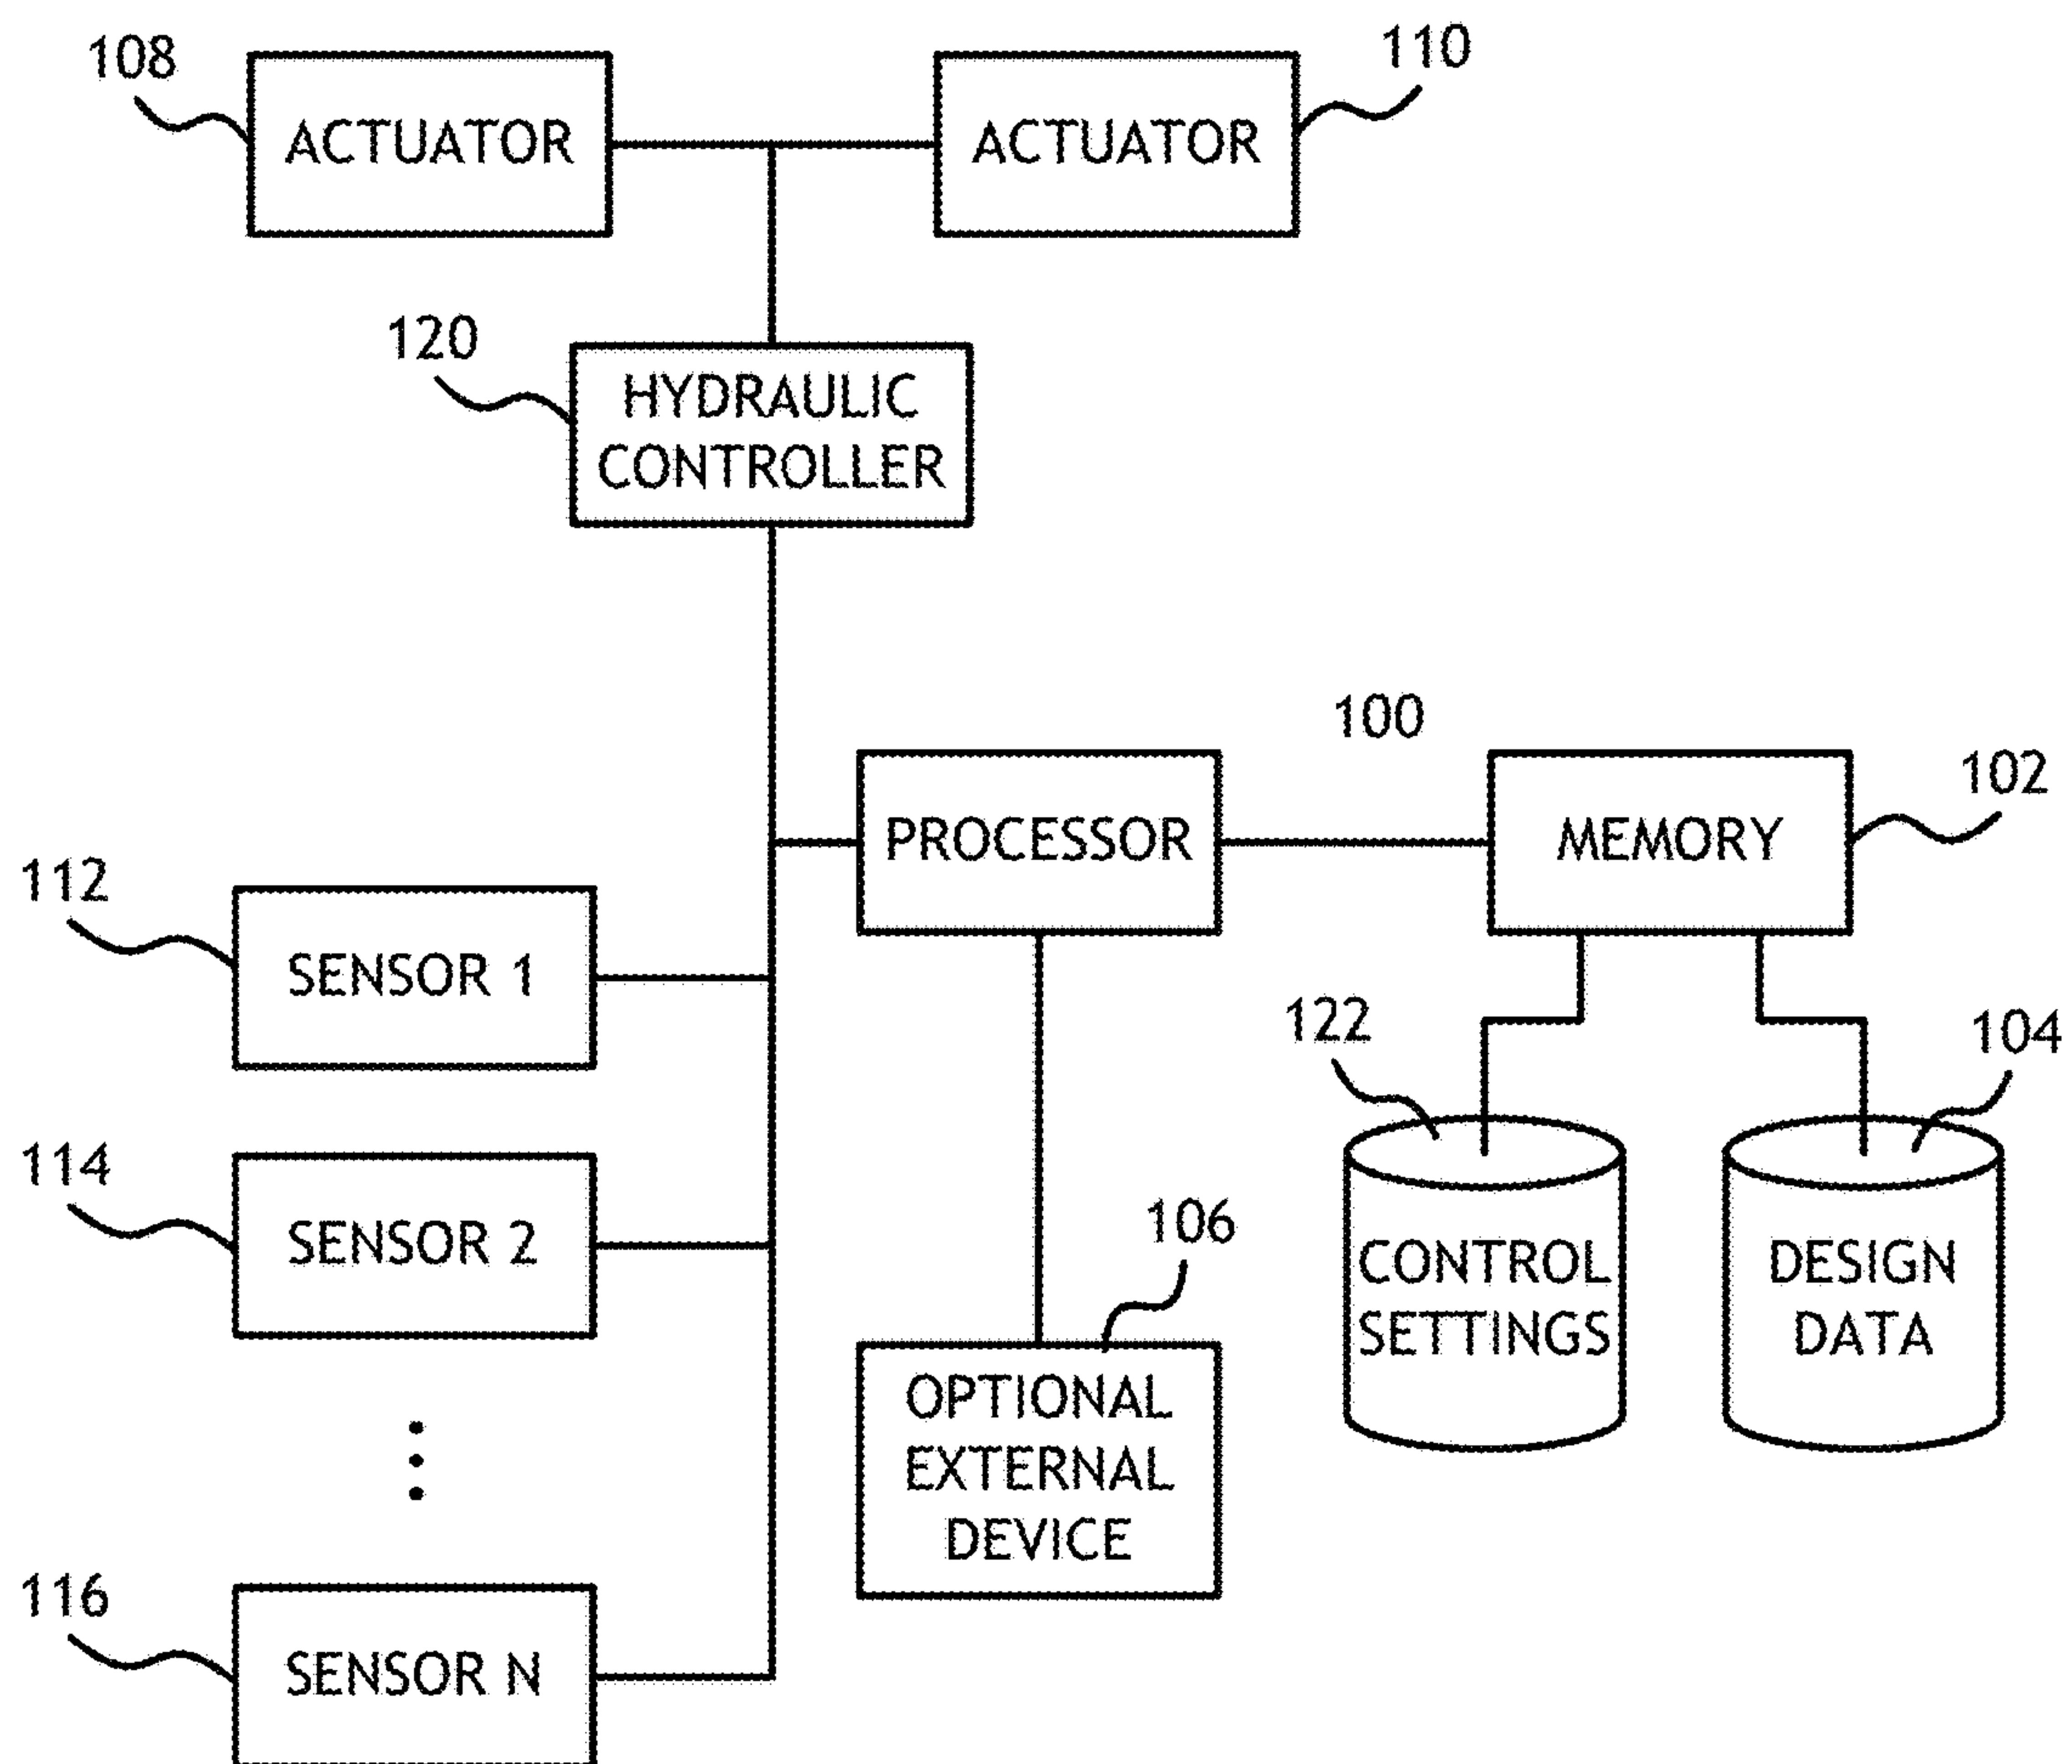 108
ACTUATOR
110
ACTUATOR
120
HYDRAULIC
CONTROLLER
100
PROCESSOR
102
MEMORY
112
SENSOR 1
122
CONTROL
SETTINGS
104
DESIGN
DATA
114
SENSOR 2
106
OPTIONAL
EXTERNAL
DEVICE
116
SENSOR N